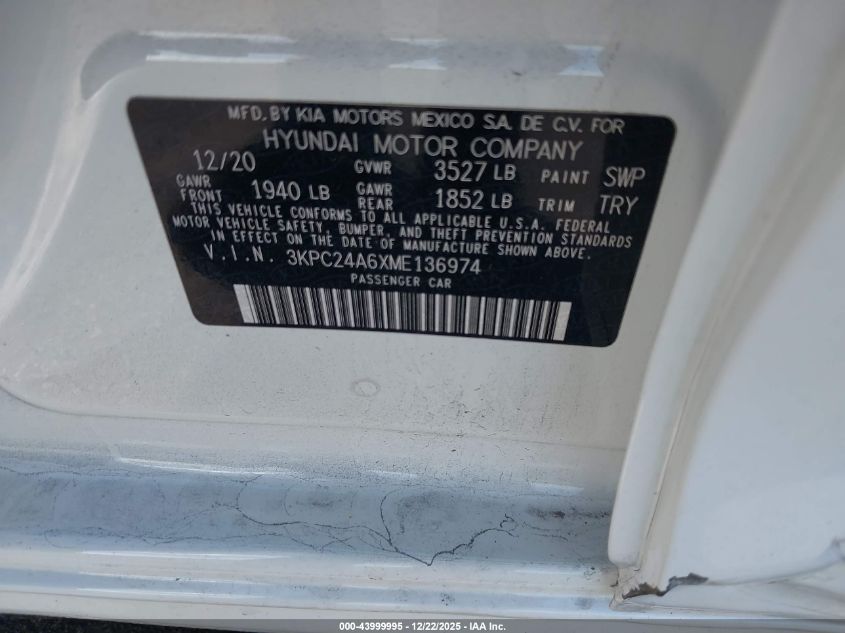 MFD. BY KIA MOTORS MEXICO S.A. DE C.V. FOR
HYUNDAI MOTOR COMPANY
12/20 GVWR 3527 LB PAINT SWP
GAWR FRONT 1940 LB GAWR REAR 1852 LB TRIM TRY
THIS VEHICLE CONFORMS TO ALL APPLICABLE U.S.A. FEDERAL
MOTOR VEHICLE SAFETY, BUMPER, AND THEFT PREVENTION STANDARDS
IN EFFECT ON THE DATE OF MANUFACTURE SHOWN ABOVE.
V.I.N. 3KPC24A6XME136974
PASSENGER CAR
000-43999995 - 12/22/2025 - IAA Inc.